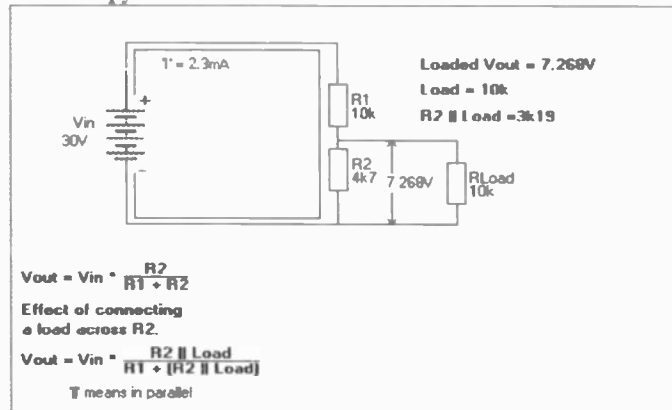 'I' = 2.3mA
Loaded Vout = 7.268V
Load = 10k
R2 || Load =3k19
+
Vin
30V
-
R1
10k
R2
4k7
7.268V
RLoad
10k
Vout = Vin * R2
R1 + R2
Effect of connecting
a load across R2.
Vout = Vin * R2 || Load
R1 + (R2 || Load)
means in parallel